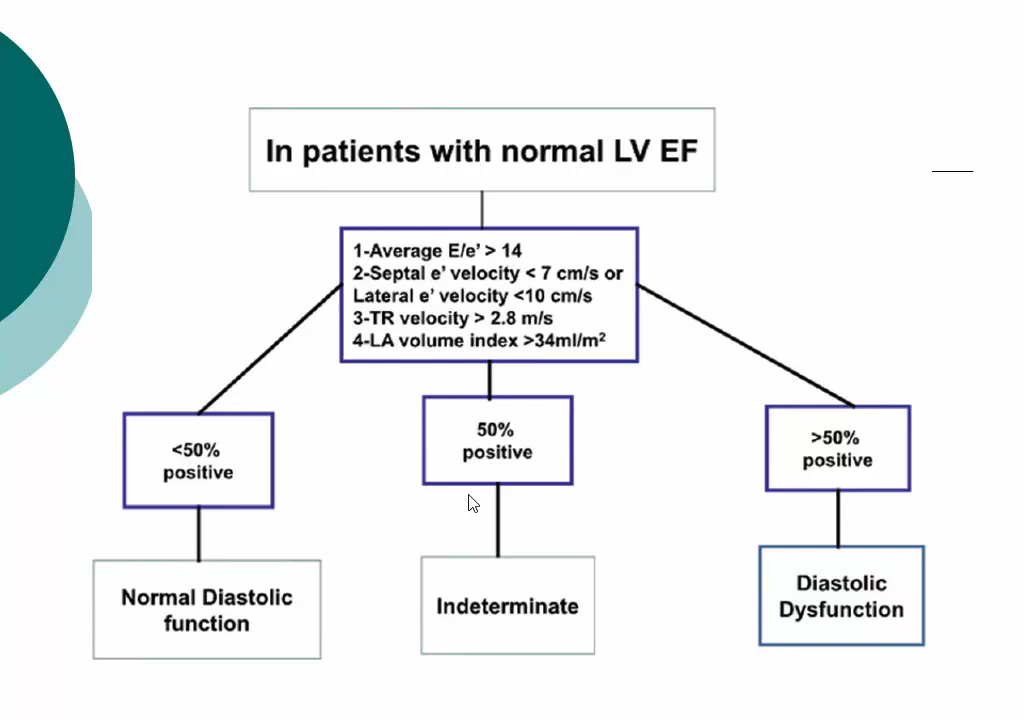 In patients with normal LV EF
1-Average E/e’ > 14
2-Septal e’ velocity < 7 cm/s or
Lateral e’ velocity <10 cm/s
3-TR velocity > 2.8 m/s
4-LA volume index >34ml/m²
<50%
positive
50%
positive
>50%
positive
Normal Diastolic
function
Indeterminate
Diastolic
Dysfunction